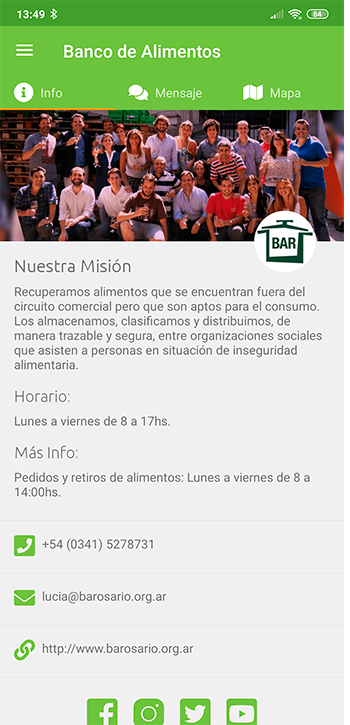 13:49 84
Banco de Alimentos
Info Mensaje Mapa
BAR
Nuestra Misión
Recuperamos alimentos que se encuentran fuera del
circuito comercial pero que son aptos para el consumo.
Los almacenamos, clasificamos y distribuimos, de
manera trazable y segura, entre organizaciones sociales
que asisten a personas en situación de inseguridad
alimentaria.
Horario:
Lunes a viernes de 8 a 17hs.
Más Info:
Pedidos y retiros de alimentos: Lunes a viernes de 8 a
14:00hs.
+54 (0341) 5278731
lucia@barosario.org.ar
http://www.barosario.org.ar